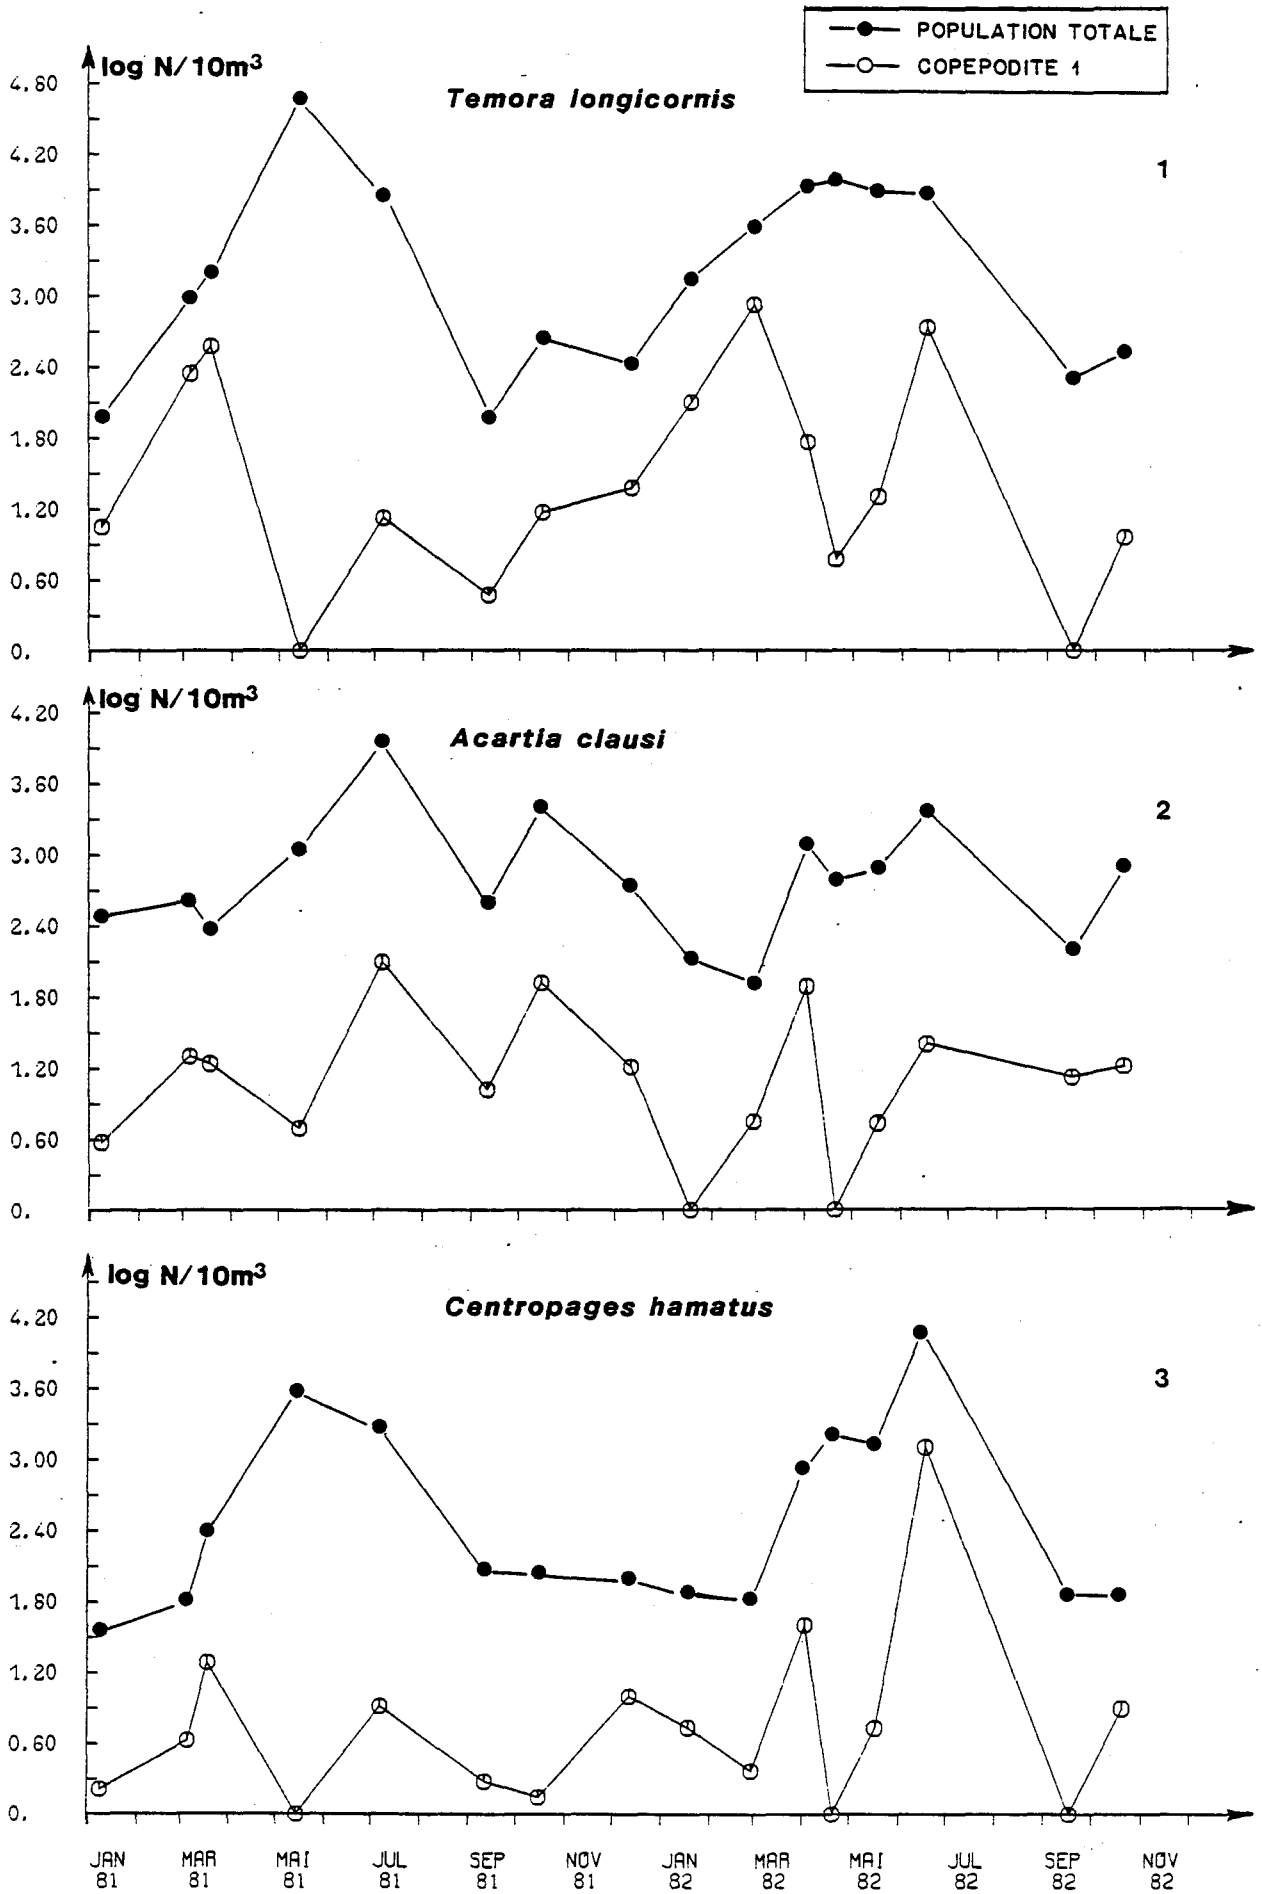 POPULATION TOTALE
COPEPODITE 1
log N/10m³
Temora longicornis
1
4.80
4.20
3.60
3.00
2.40
1.80
1.20
0.60
0.
log N/10m³
Acartia clausi
2
4.20
3.60
3.00
2.40
1.80
1.20
0.60
0.
log N/10m³
Centropages hamatus
3
4.20
3.60
3.00
2.40
1.80
1.20
0.60
0.
JAN MAR MAI JUL SEP NOV JAN MAR MAI JUL SEP NOV
81 81 81 81 81 81 82 82 82 82 82 82